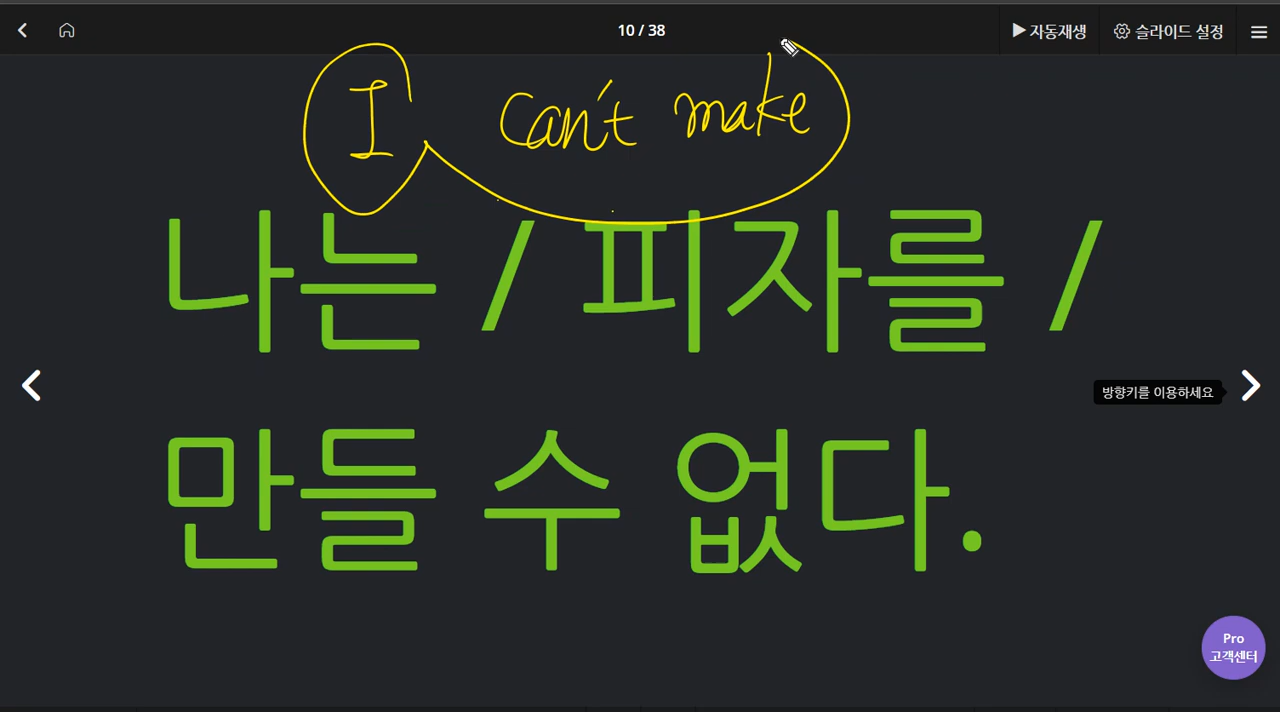 10 / 38
자동재생
슬라이드 설정
I can't make
나는 / 피자를 /
방향키를 이용하세요
만들 수 없다.
Pro
고객센터